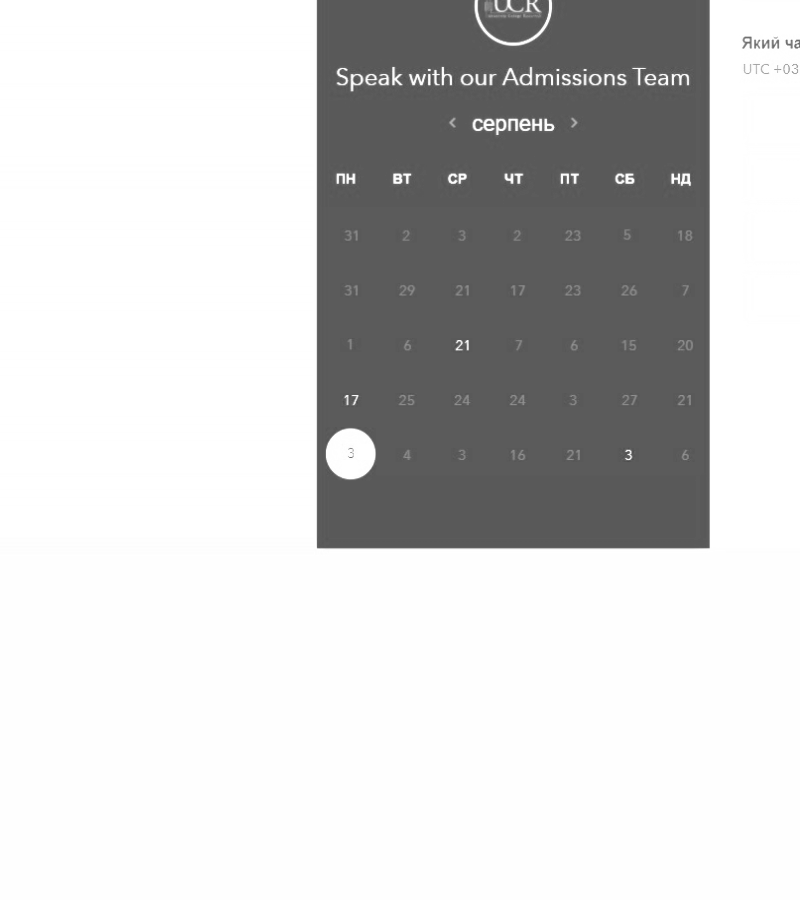 UCR
Speak with our Admissions Team
< серпень >
ПН ВТ СР ЧТ ПТ СБ НД
31 2 3 2 23 5 18
31 29 21 17 23 26 7
1 6 21 7 6 15 20
17 25 24 24 3 27 21
3 4 3 16 21 3 6
Який ча
UTC +03